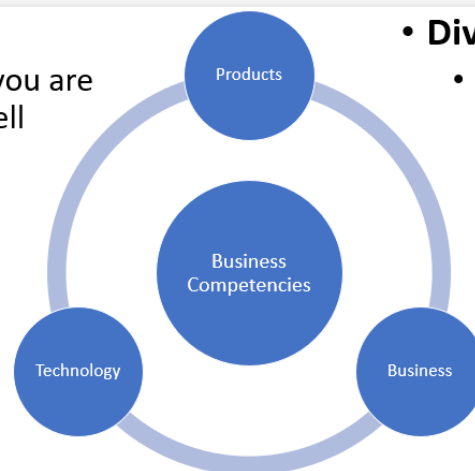 • Div
•
you are
ell
Products
Business
Competencies
Technology
Business